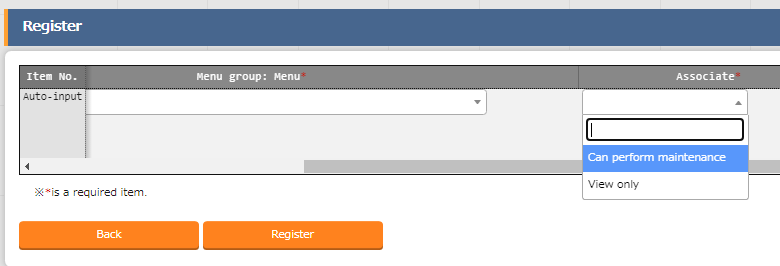 Register
Item No. Menu group: Menu* Associate*
Auto-input
Can perform maintenance
View only
※*is a required item.
Back Register